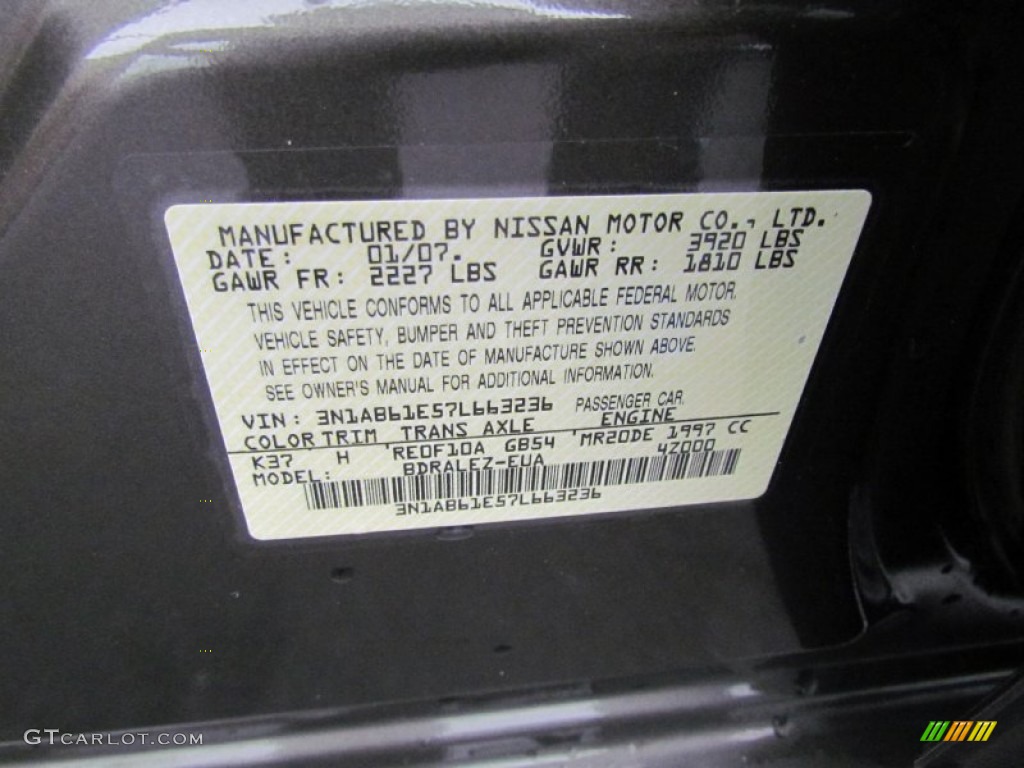 MANUFACTURED BY NISSAN MOTOR CO., LTD.
DATE: 01/07. GVWR: 3920 LBS
GAWR FR: 2227 LBS GAWR RR: 1810 LBS
THIS VEHICLE CONFORMS TO ALL APPLICABLE FEDERAL MOTOR.
VEHICLE SAFETY, BUMPER AND THEFT PREVENTION STANDARDS
IN EFFECT ON THE DATE OF MANUFACTURE SHOWN ABOVE.
SEE OWNER'S MANUAL FOR ADDITIONAL INFORMATION.
VIN: 3N1AB61E57L663236 PASSENGER CAR.
COLOR TRIM TRANS AXLE ENGINE
K37 H RE0F10A GB54 MR20DE 1997 CC
MODEL: BDRALEZ-EUA 4Z000
3N1AB61E57L663236
GTCARLOT.COM